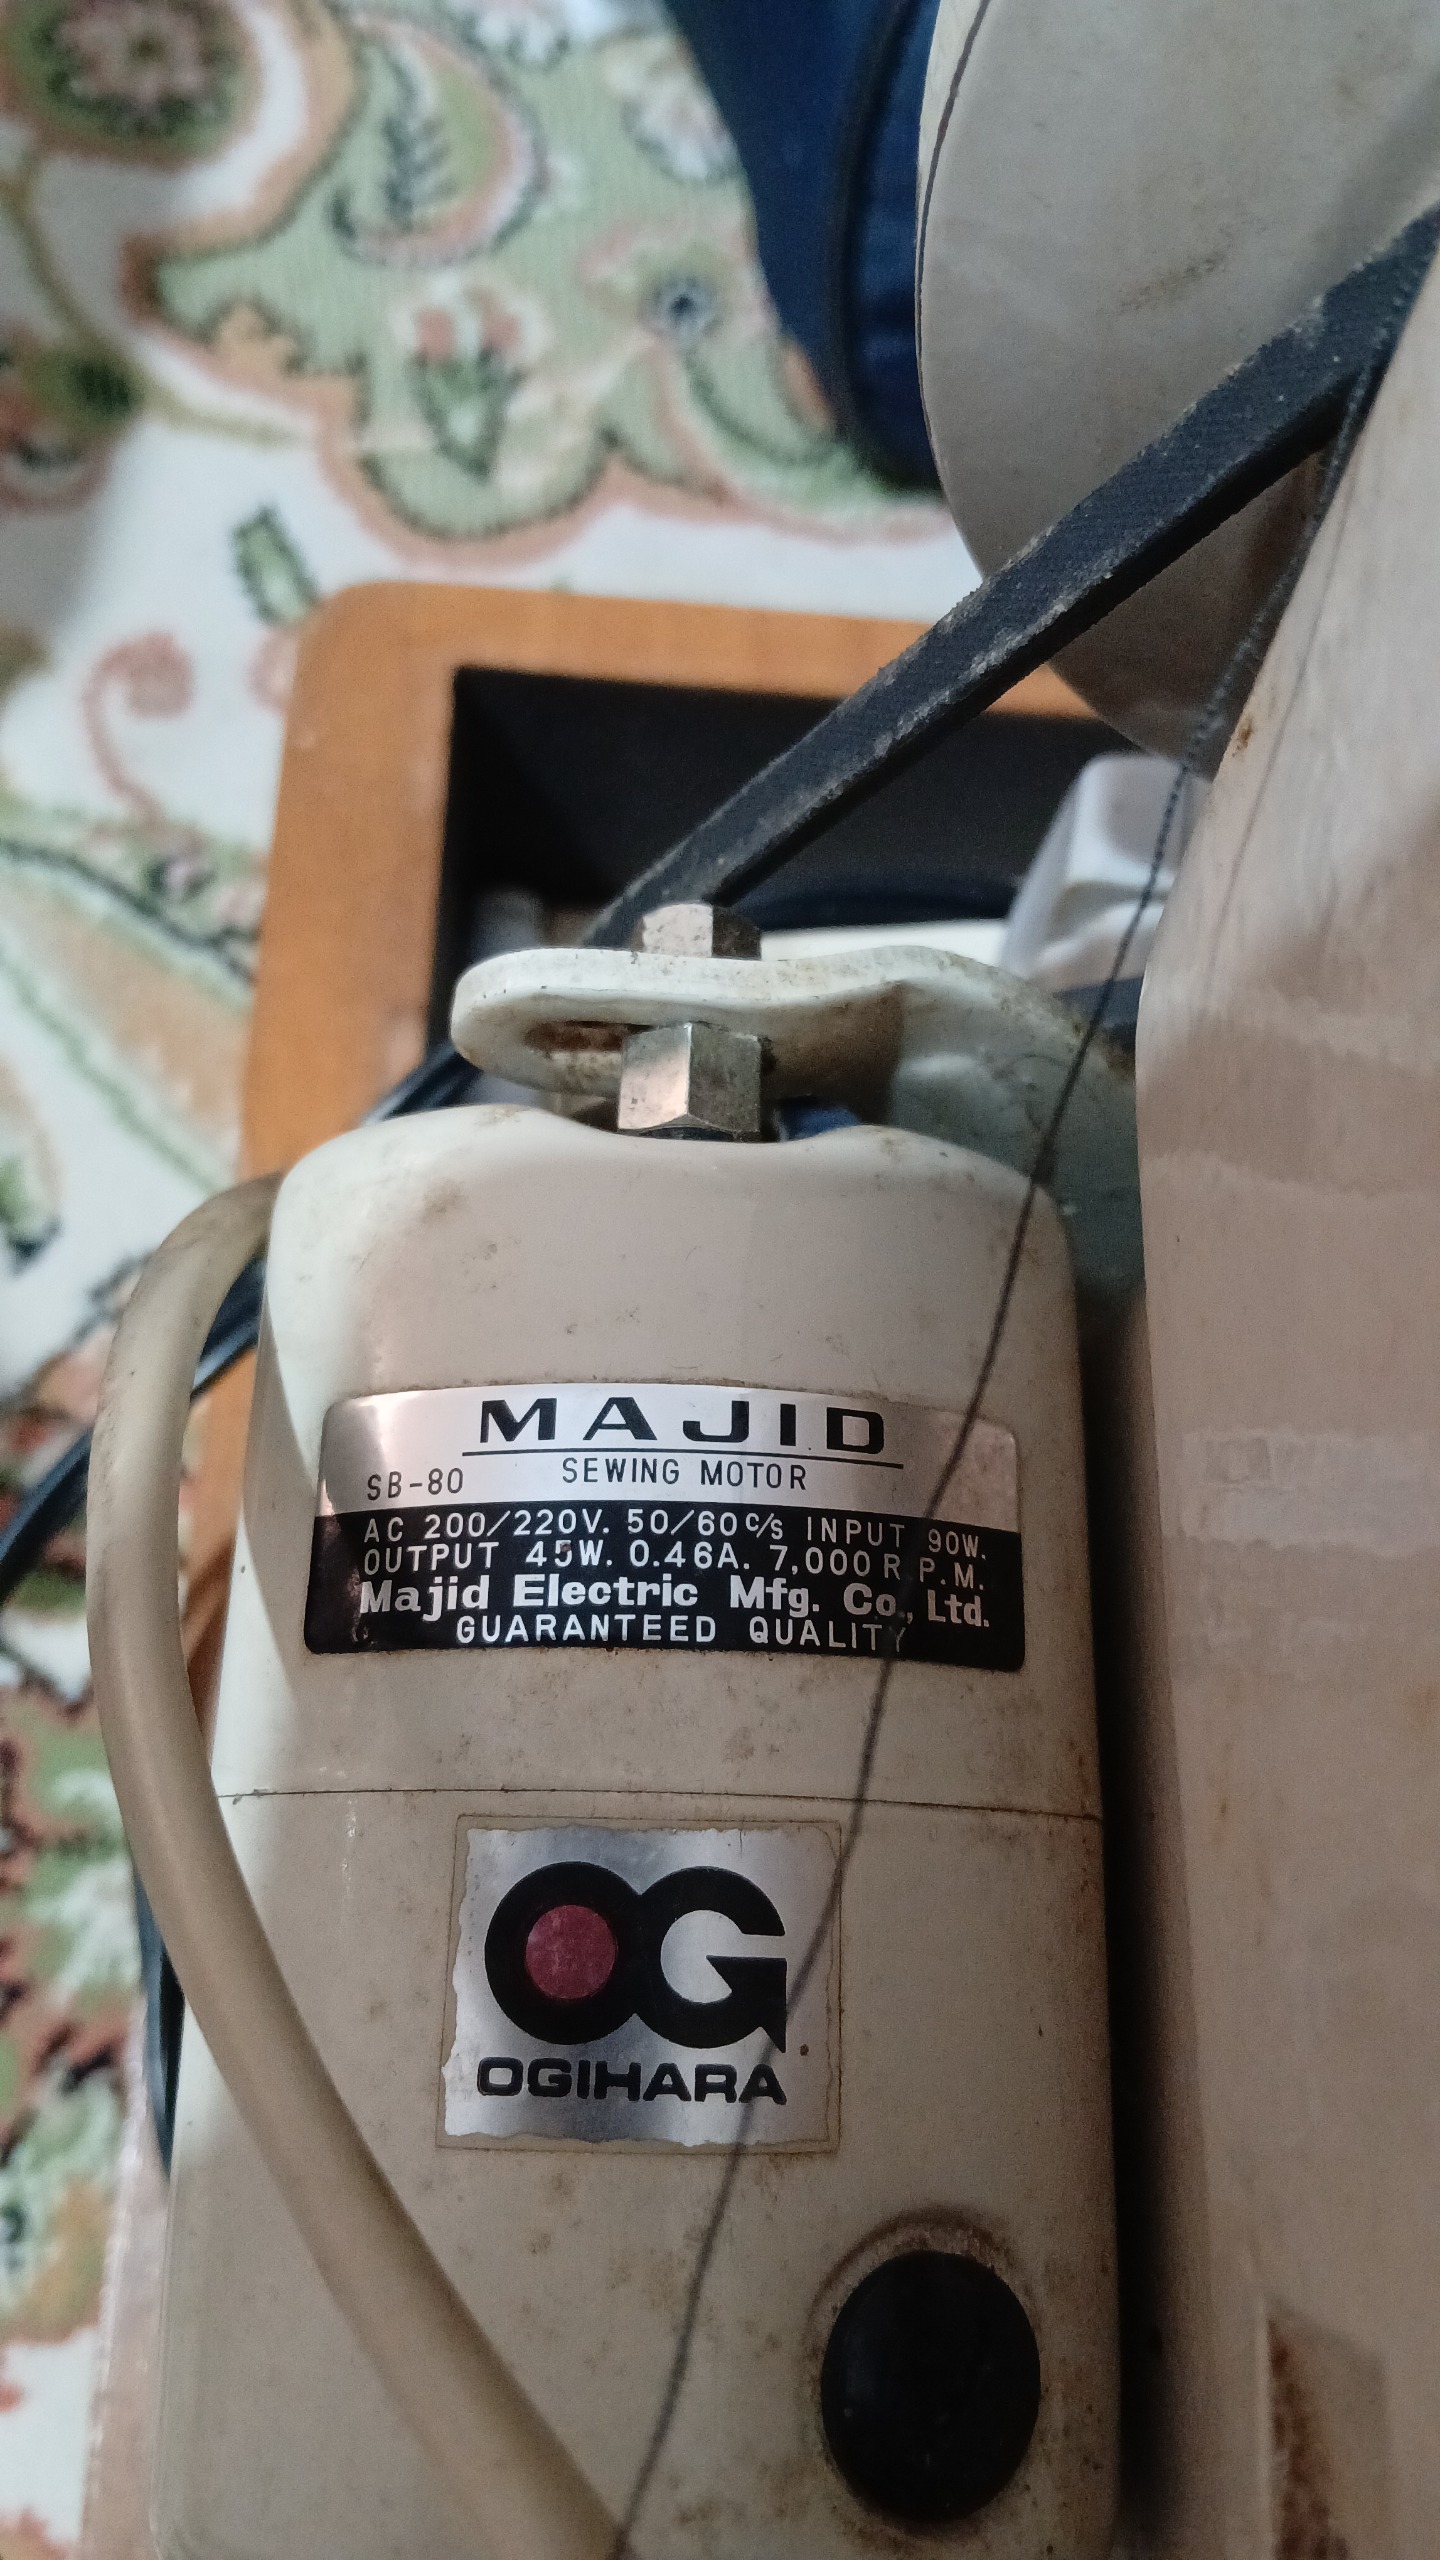 MAJID
SB-80 SEWING MOTOR
AC 200/220V. 50/60 c/s INPUT 90W.
OUTPUT 45W. 0.46A. 7,000 R P.M.
Majid Electric Mfg. Co., Ltd.
GUARANTEED QUALITY
OG
OGIHARA